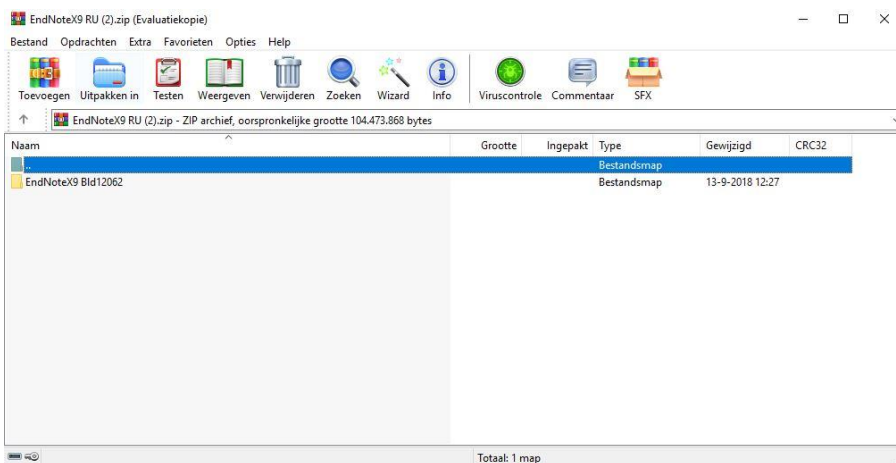 EndNoteX9 RU (2).zip (Evaluatiekopie)
Bestand Opdrachten Extra Favorieten Opties Help
Toevoegen Uitpakken in Testen Weergeven Verwijderen Zoeken Wizard Info Viruscontrole Commentaar SFX
EndNoteX9 RU (2).zip - ZIP archief, oorspronkelijke grootte 104.473.868 bytes
Naam Grootte Ingepakt Type Gewijzigd CRC32
.. Bestandsmap
EndNoteX9 Bld12062 Bestandsmap 13-9-2018 12:27
Totaal: 1 map